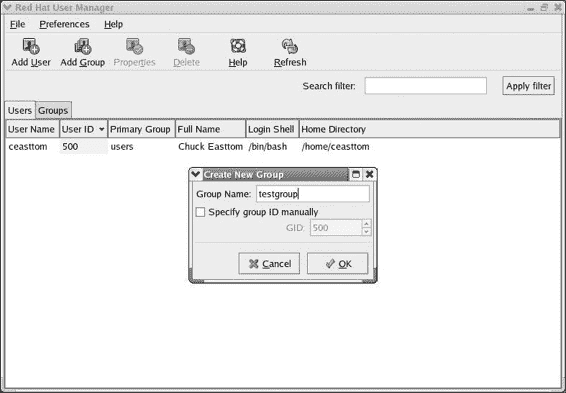 Red Hat User Manager
File Preferences Help
Add User Add Group Properties Delete Help Refresh
Search filter: Apply filter
Users Groups
User Name User ID Primary Group Full Name Login Shell Home Directory
ceasttom 500 users Chuck Easttom /bin/bash /home/ceasttom
Create New Group
Group Name: testgroup
Specify group ID manually
GID: 500
Cancel OK